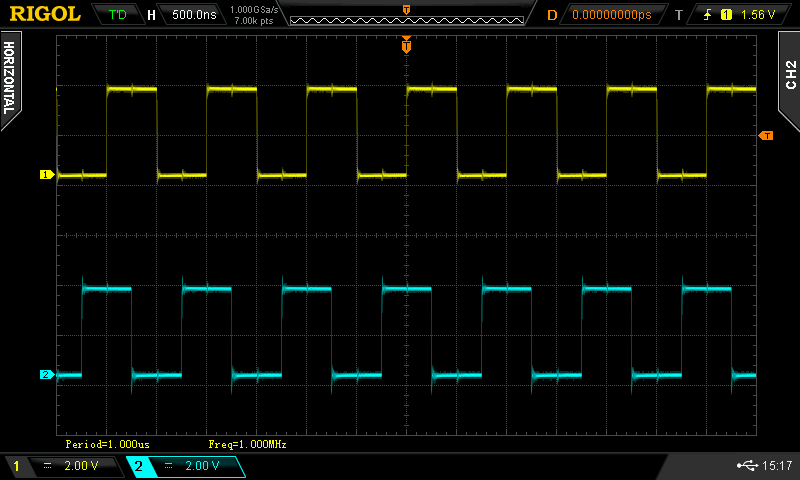 RIGOL T'D H 500.0ns 1.000GSa/s 7.00k pts T D 0.00000000ps T 1 1.56 V
HORIZONTAL
CH2
T
T
1
2
Period=1.000us Freq=1.000MHz
1 2.00 V 2 2.00 V 15:17